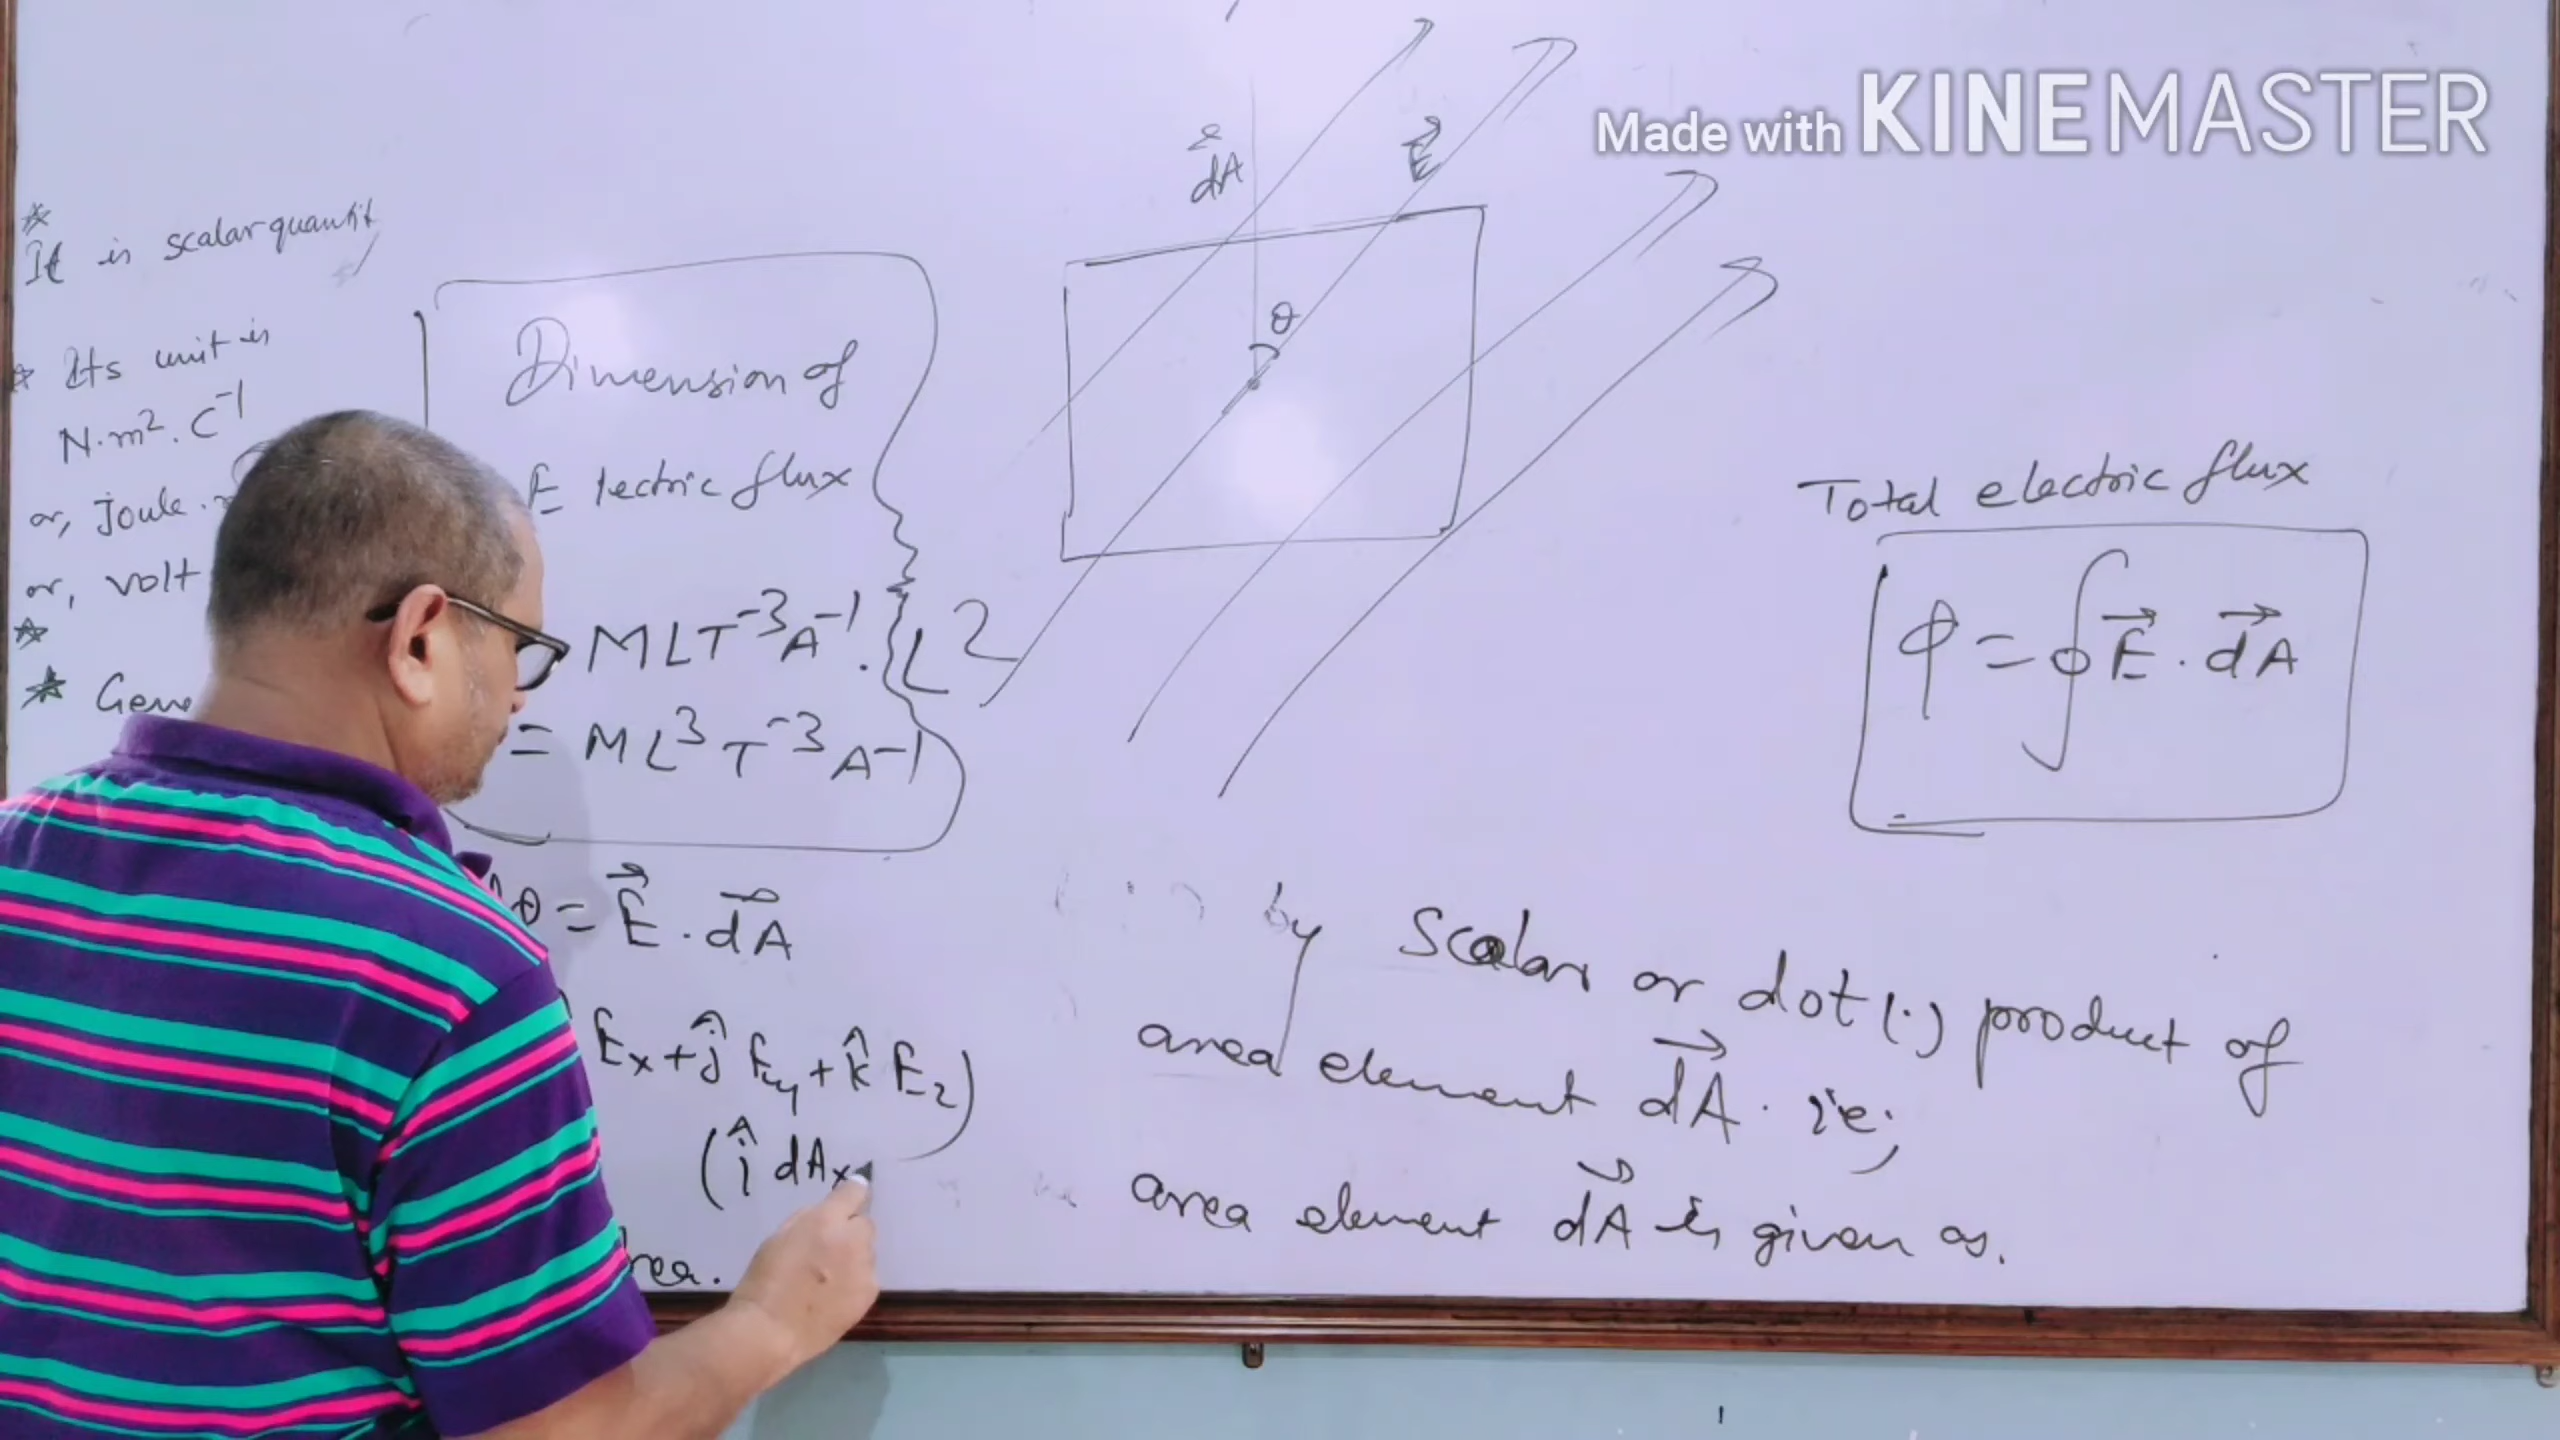 Made with KINEMASTER
It is scalar quantit
Its unit is
N·m².C⁻¹
or, joule.
or, volt
Gene
Dimension of
Electric flux
MLT⁻³A⁻¹. L²
= ML³T⁻³A⁻¹
θ = E⃗ . dA⃗
Eₓ + ĵ Eᵧ + k̂ E_z)
(î dAₓ
rea.
dA⃗
E⃗
θ
Total electric flux
φ = ∮ E⃗ . dA⃗
by Scalar or dot (.) product of
area element dA⃗. ie;
area element dA⃗ is given as.